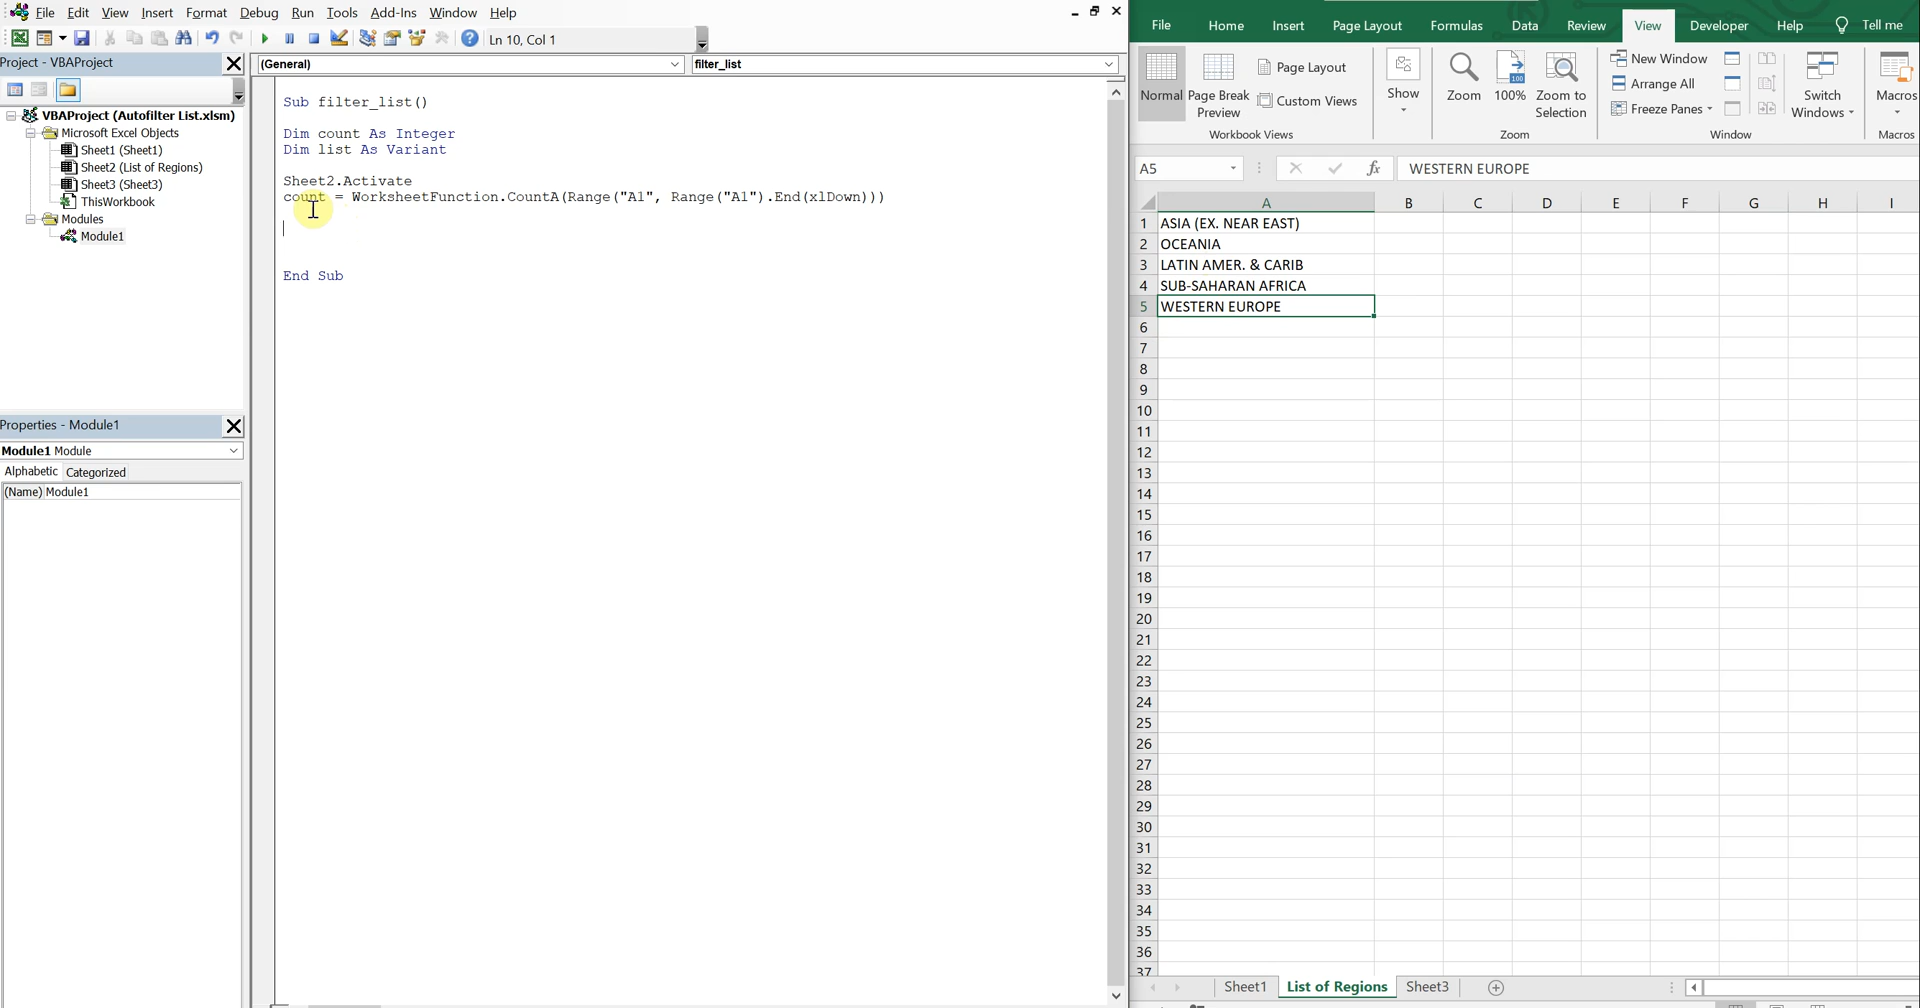 File Edit View Insert Format Debug Run Tools Add-Ins Window Help
Ln 10, Col 1
Project - VBAProject
VBAProject (Autofilter List.xlsm)
Microsoft Excel Objects
Sheet1 (Sheet1)
Sheet2 (List of Regions)
Sheet3 (Sheet3)
ThisWorkbook
Modules
Module1
Properties - Module1
Module1 Module
Alphabetic Categorized
(Name) Module1
(General) filter_list
Sub filter_list()
Dim count As Integer
Dim list As Variant
Sheet2.Activate
count = WorksheetFunction.CountA(Range("A1", Range("A1").End(xlDown)))
End Sub
File Home Insert Page Layout Formulas Data Review View Developer Help Tell me
Normal Page Break Preview Page Layout Custom Views
Workbook Views
Show
Zoom 100% Zoom to Selection
Zoom
New Window
Arrange All
Freeze Panes
Switch Windows
Window
Macros
Macros
A5 fx WESTERN EUROPE
A B C D E F G H I
1 ASIA (EX. NEAR EAST)
2 OCEANIA
3 LATIN AMER. & CARIB
4 SUB-SAHARAN AFRICA
5 WESTERN EUROPE
6
7
8
9
10
11
12
13
14
15
16
17
18
19
20
21
22
23
24
25
26
27
28
29
30
31
32
33
34
35
36
37
Sheet1 List of Regions Sheet3